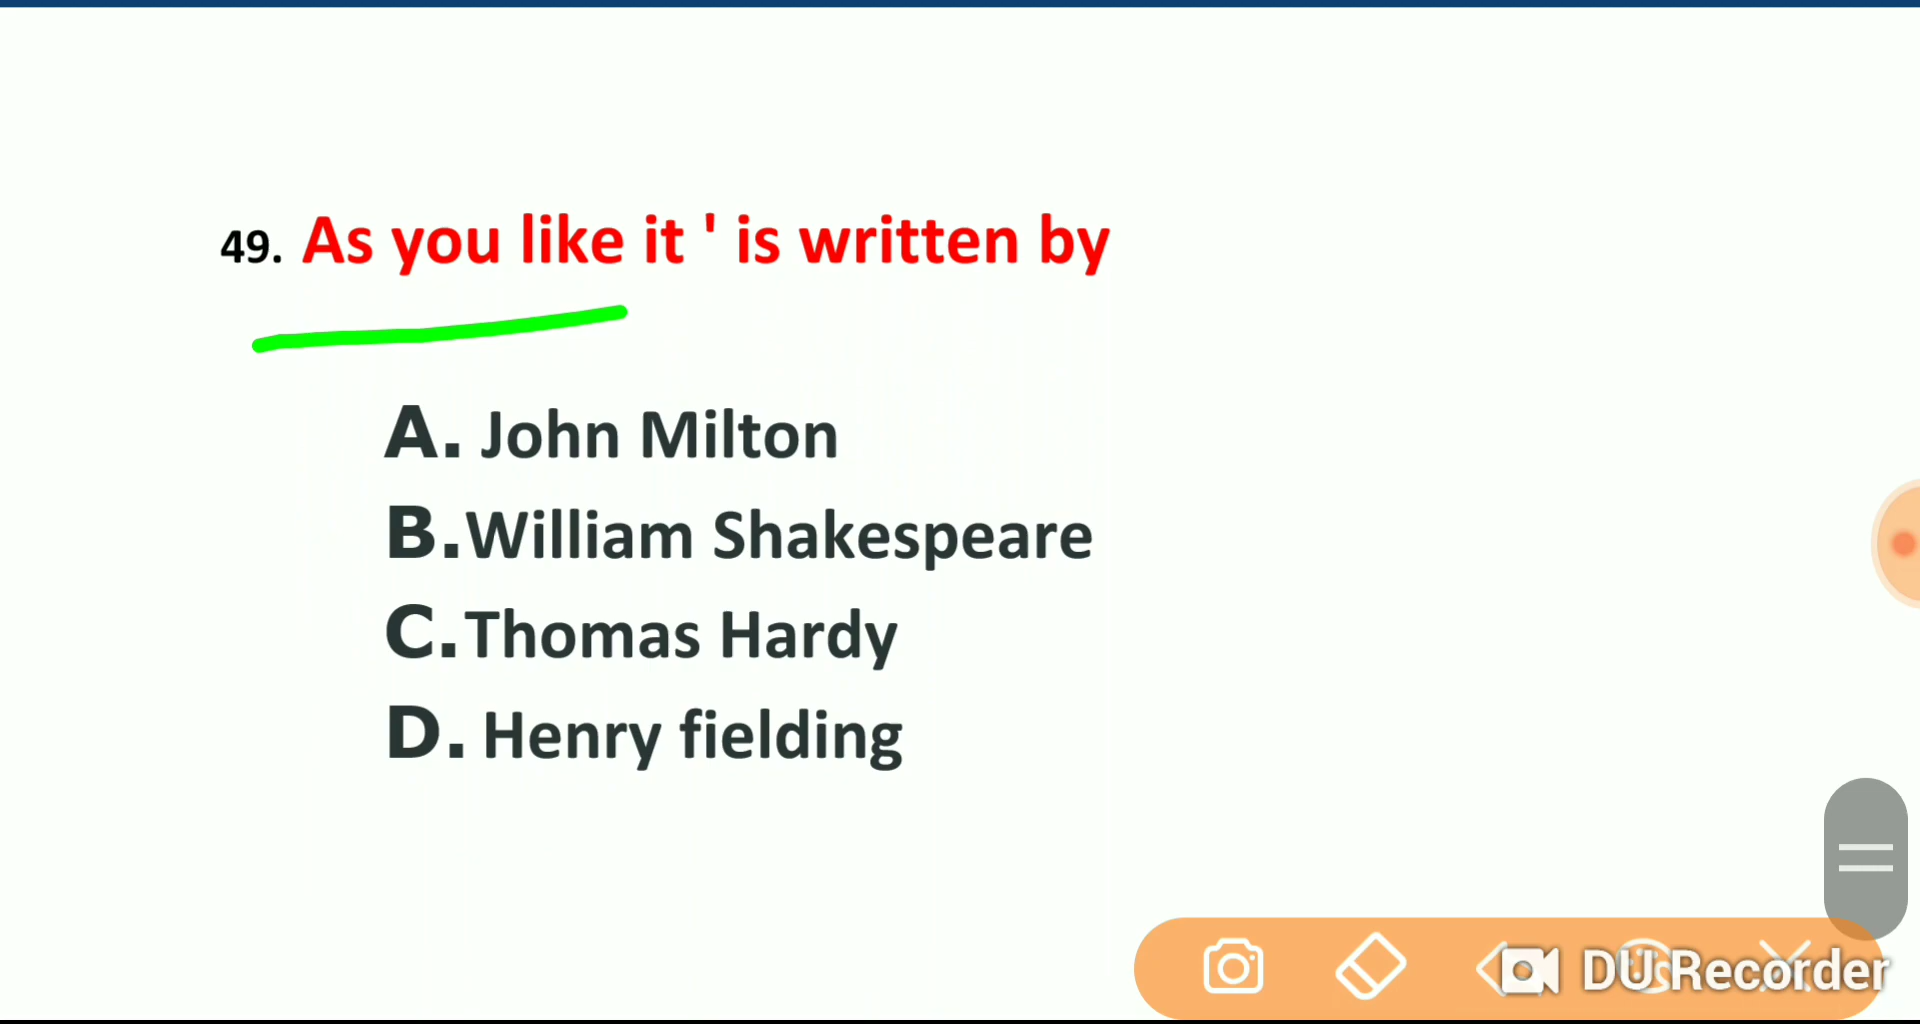 49. As you like it ' is written by
A. John Milton
B.William Shakespeare
C.Thomas Hardy
D. Henry fielding
DU Recorder